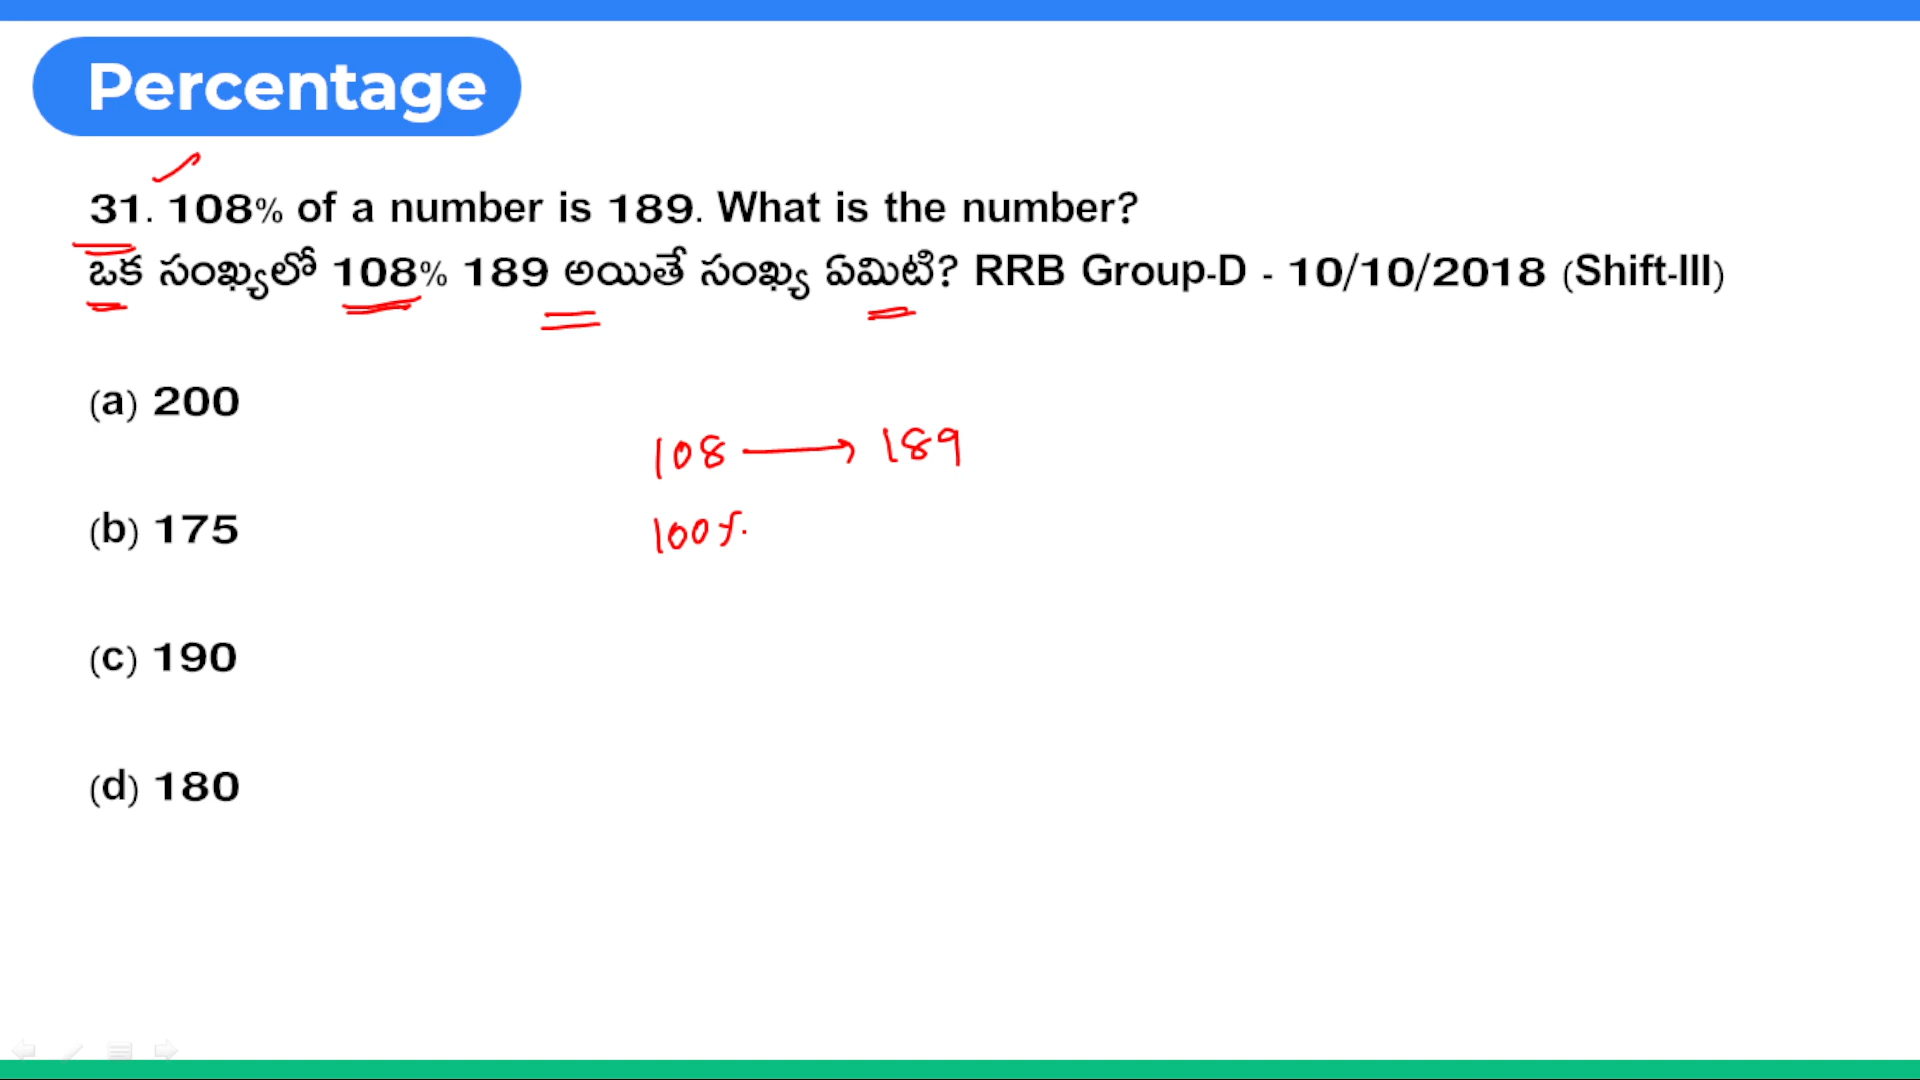 Percentage
31. 108% of a number is 189. What is the number?
ఒక సంఖ్యలో 108% 189 అయితే సంఖ్య ఏమిటి? RRB Group-D - 10/10/2018 (Shift-III)
(a) 200
108 → 189
(b) 175
100%
(c) 190
(d) 180